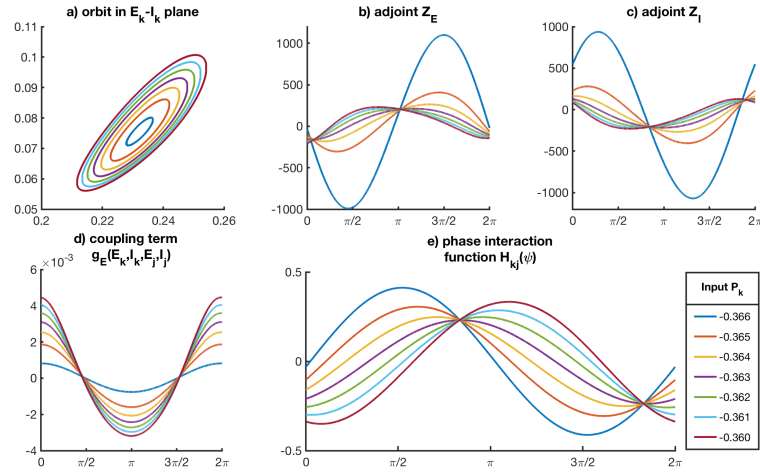 a) orbit in E_k-I_k plane
b) adjoint Z_E
c) adjoint Z_I
0.11
0.1
0.09
0.08
0.07
0.06
0.05
0.2
0.22
0.24
0.26
1000
500
0
-500
-1000
0
π/2
π
3π/2
2π
1000
500
0
-500
-1000
0
π/2
π
3π/2
2π
d) coupling term
g_E(E_k,I_k,E_j,I_j)
×10^-3
6
4
2
0
-2
-4
0
π/2
π
3π/2
2π
e) phase interaction
function H_kj(ψ)
0.5
0
-0.5
0
π/2
π
3π/2
2π
Input P_k
-0.366
-0.365
-0.364
-0.363
-0.362
-0.361
-0.360